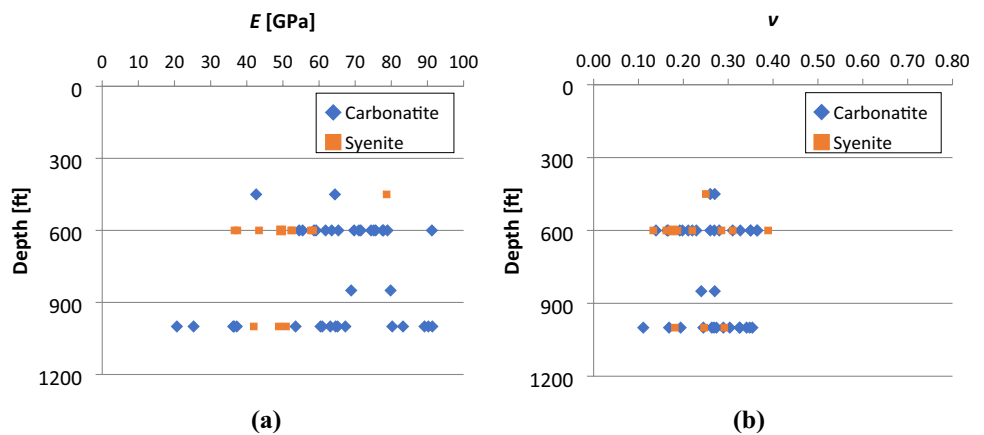 E [GPa]
0 10 20 30 40 50 60 70 80 90 100
0
300
600
900
1200
Depth [ft]
Carbonatite
Syenite
(a)
ν
0.00 0.10 0.20 0.30 0.40 0.50 0.60 0.70 0.80
0
300
600
900
1200
Depth [ft]
Carbonatite
Syenite
(b)